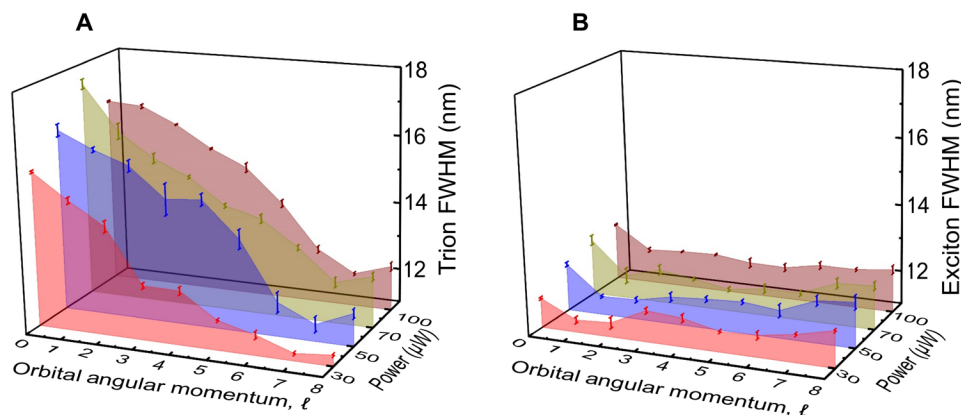 A
18
16
14
12
Trion FWHM (nm)
100
70
50
30
Power (μW)
0 1 2 3 4 5 6 7 8
Orbital angular momentum, ℓ
B
18
16
14
12
Exciton FWHM (nm)
100
70
50
30
Power (μW)
0 1 2 3 4 5 6 7 8
Orbital angular momentum, ℓ